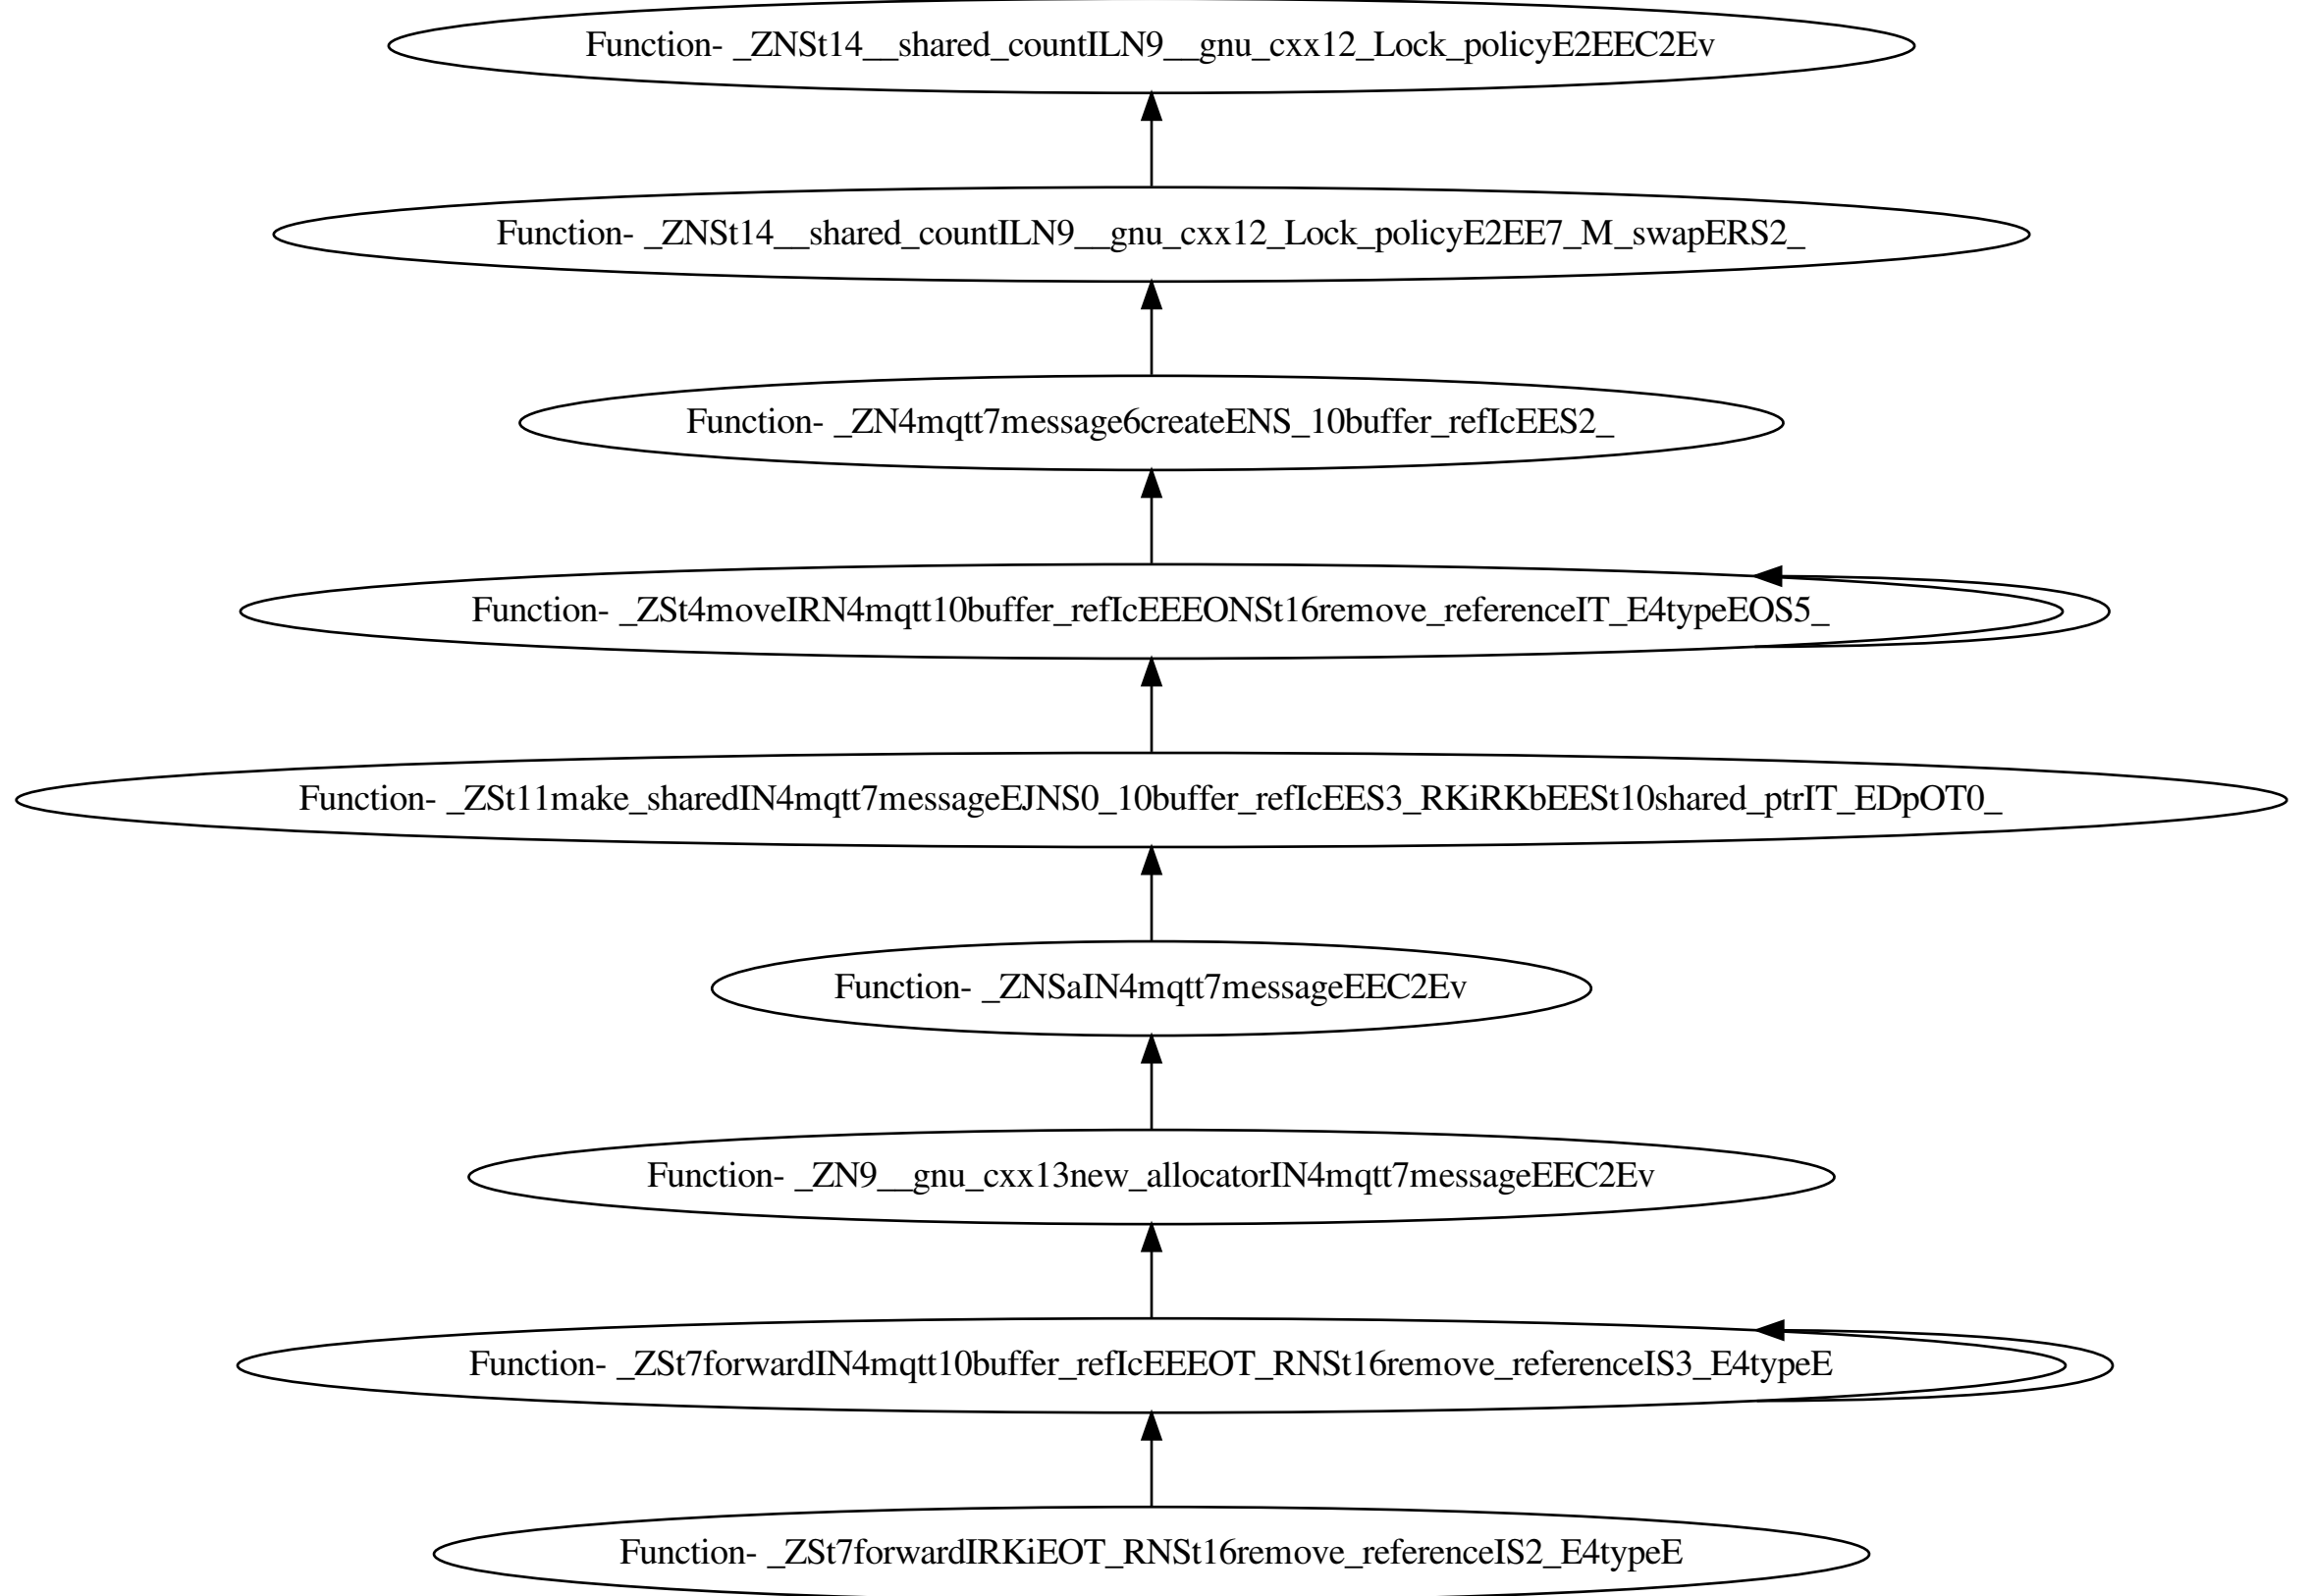 Function- _ZNSt14__shared_countILN9__gnu_cxx12_Lock_policyE2EEC2Ev
Function- _ZNSt14__shared_countILN9__gnu_cxx12_Lock_policyE2EE7_M_swapERS2_
Function- _ZN4mqtt7message6createENS_10buffer_refIcEES2_
Function- _ZSt4moveIRN4mqtt10buffer_refIcEEEONSt16remove_referenceIT_E4typeEOS5_
Function- _ZSt11make_sharedIN4mqtt7messageEJNS0_10buffer_refIcEES3_RKiRKbEESt10shared_ptrIT_EDpOT0_
Function- _ZNSaIN4mqtt7messageEEC2Ev
Function- _ZN9__gnu_cxx13new_allocatorIN4mqtt7messageEEC2Ev
Function- _ZSt7forwardIN4mqtt10buffer_refIcEEEOT_RNSt16remove_referenceIS3_E4typeE
Function- _ZSt7forwardIRKiEOT_RNSt16remove_referenceIS2_E4typeE